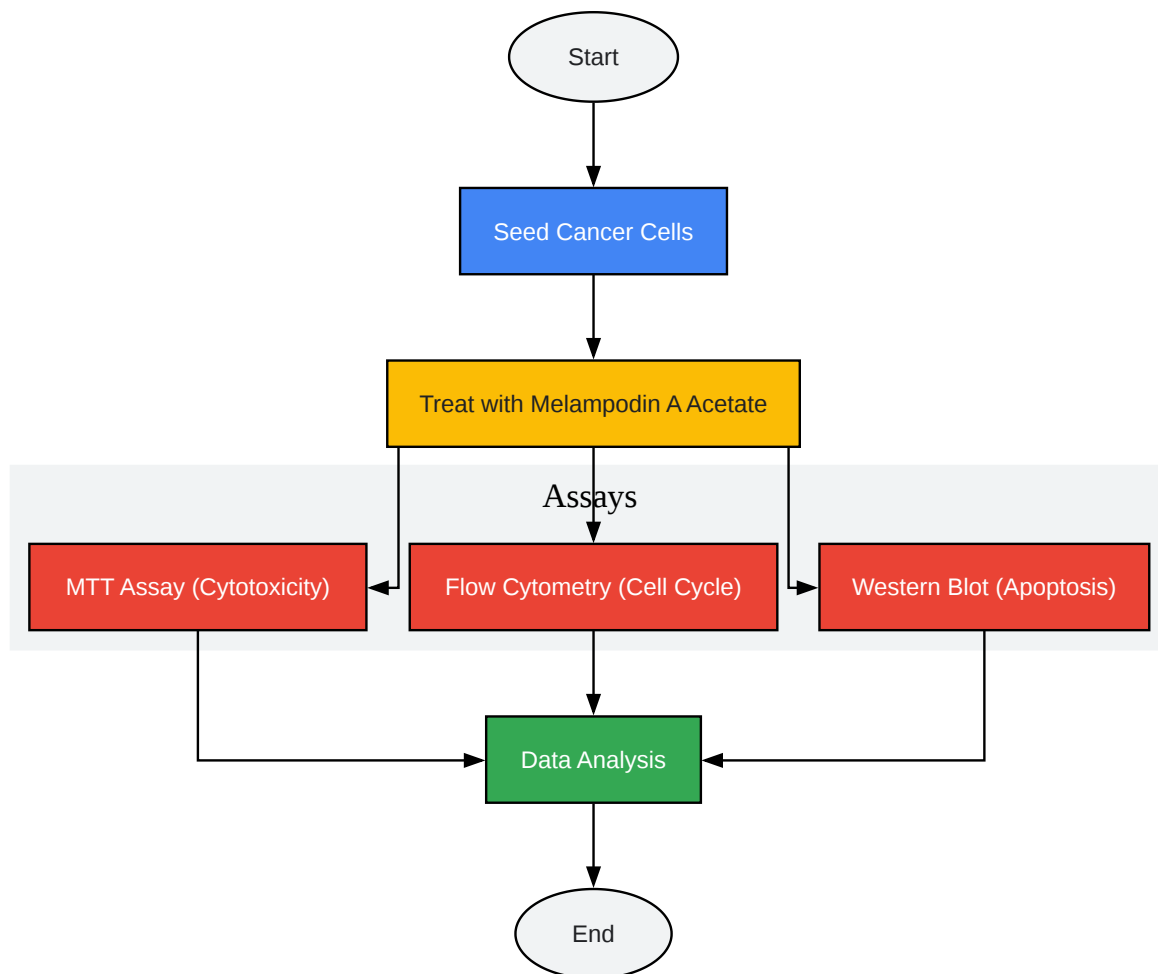 Start
Seed Cancer Cells
Treat with Melampodin A Acetate
Assays
MTT Assay (Cytotoxicity)
Flow Cytometry (Cell Cycle)
Western Blot (Apoptosis)
Data Analysis
End